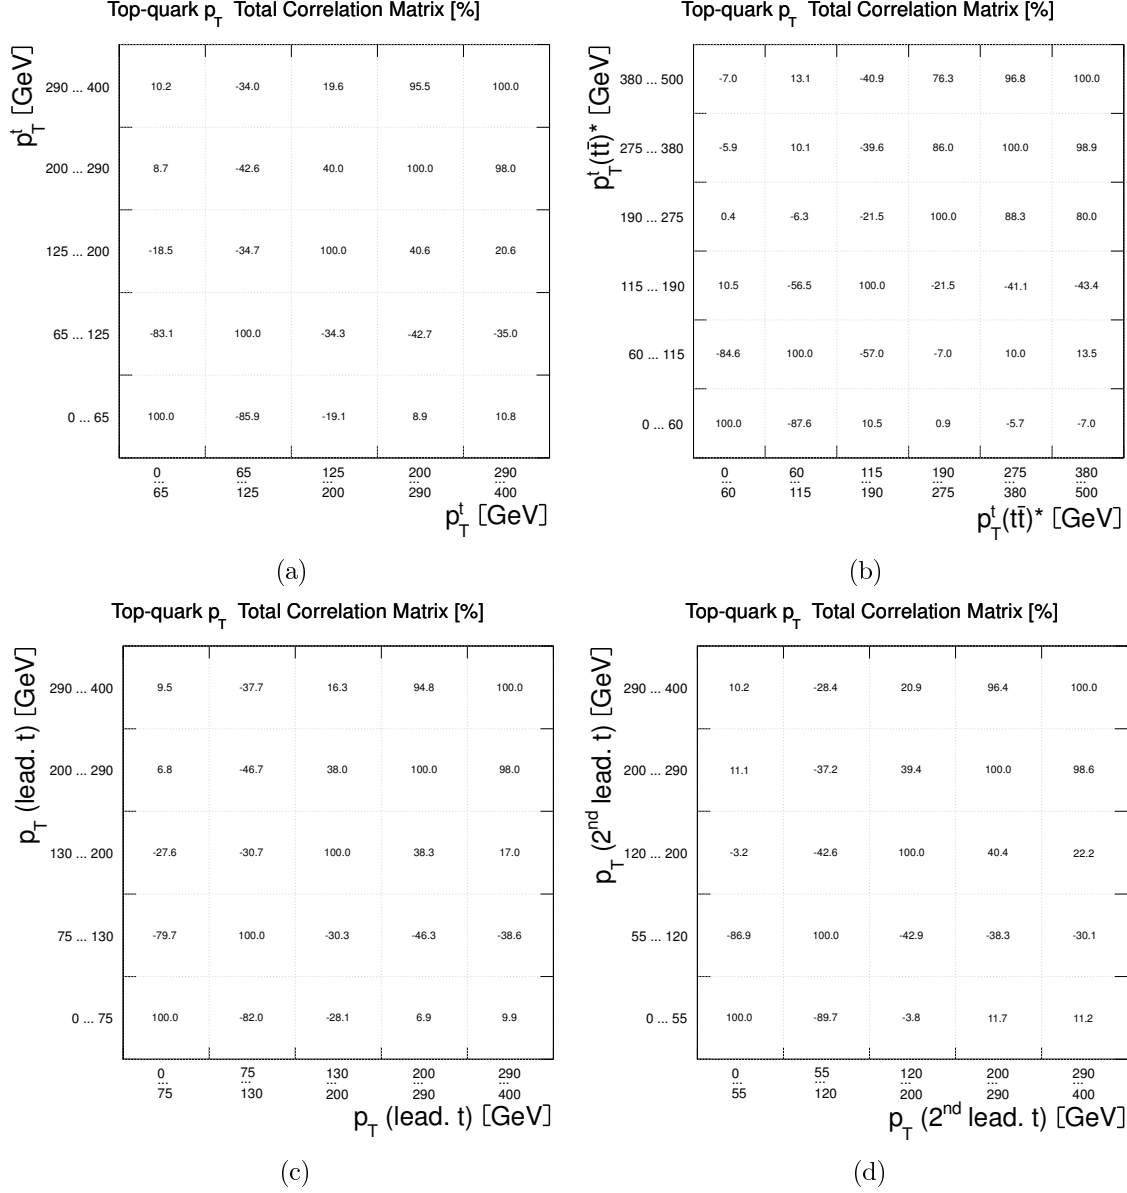 Top-quark p_T Total Correlation Matrix [%]
p_T^t [GeV]
290 ... 400 10.2 -34.0 19.6 95.5 100.0
200 ... 290 8.7 -42.6 40.0 100.0 98.0
125 ... 200 -18.5 -34.7 100.0 40.6 20.6
65 ... 125 -83.1 100.0 -34.3 -42.7 -35.0
0 ... 65 100.0 -85.9 -19.1 8.9 10.8
0 65 125 200 290
... ... ... ... ...
65 125 200 290 400
p_T^t [GeV]
(a)
Top-quark p_T Total Correlation Matrix [%]
p_T^t(tt̄)* [GeV]
380 ... 500 -7.0 13.1 -40.9 76.3 96.8 100.0
275 ... 380 -5.9 10.1 -39.6 86.0 100.0 98.9
190 ... 275 0.4 -6.3 -21.5 100.0 88.3 80.0
115 ... 190 10.5 -56.5 100.0 -21.5 -41.1 -43.4
60 ... 115 -84.6 100.0 -57.0 -7.0 10.0 13.5
0 ... 60 100.0 -87.6 10.5 0.9 -5.7 -7.0
0 60 115 190 275 380
... ... ... ... ... ...
60 115 190 275 380 500
p_T^t(tt̄)* [GeV]
(b)
Top-quark p_T Total Correlation Matrix [%]
p_T (lead. t) [GeV]
290 ... 400 9.5 -37.7 16.3 94.8 100.0
200 ... 290 6.8 -46.7 38.0 100.0 98.0
130 ... 200 -27.6 -30.7 100.0 38.3 17.0
75 ... 130 -79.7 100.0 -30.3 -46.3 -38.6
0 ... 75 100.0 -82.0 -28.1 6.9 9.9
0 75 130 200 290
... ... ... ... ...
75 130 200 290 400
p_T (lead. t) [GeV]
(c)
Top-quark p_T Total Correlation Matrix [%]
p_T (2^nd lead. t) [GeV]
290 ... 400 10.2 -28.4 20.9 96.4 100.0
200 ... 290 11.1 -37.2 39.4 100.0 98.6
120 ... 200 -3.2 -42.6 100.0 40.4 22.2
55 ... 120 -86.9 100.0 -42.9 -38.3 -30.1
0 ... 55 100.0 -89.7 -3.8 11.7 11.2
0 55 120 200 290
... ... ... ... ...
55 120 200 290 400
p_T (2^nd lead. t) [GeV]
(d)